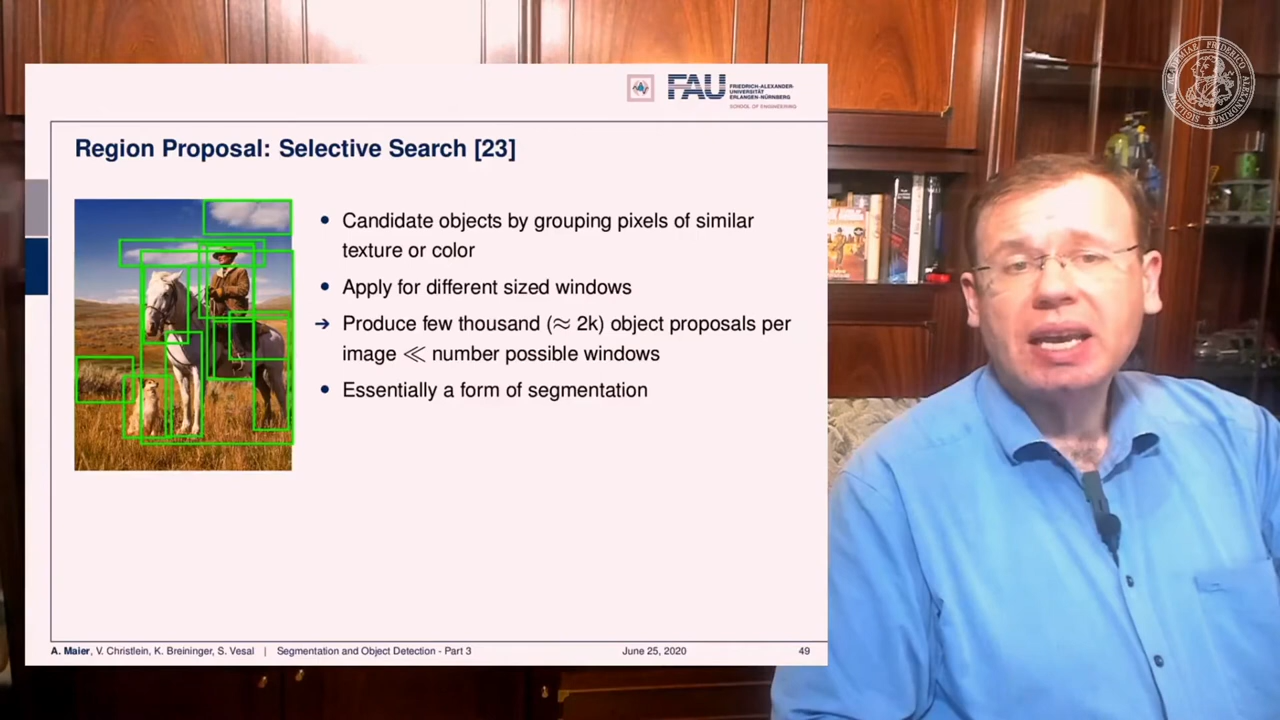 FAU
FRIEDRICH-ALEXANDER-
UNIVERSITÄT
ERLANGEN-NÜRNBERG
SCHOOL OF ENGINEERING
Region Proposal: Selective Search [23]
• Candidate objects by grouping pixels of similar
texture or color
• Apply for different sized windows
➔ Produce few thousand (≈ 2k) object proposals per
image ≪ number possible windows
• Essentially a form of segmentation
A. Maier, V. Christlein, K. Breininger, S. Vesal | Segmentation and Object Detection - Part 3 June 25, 2020 49